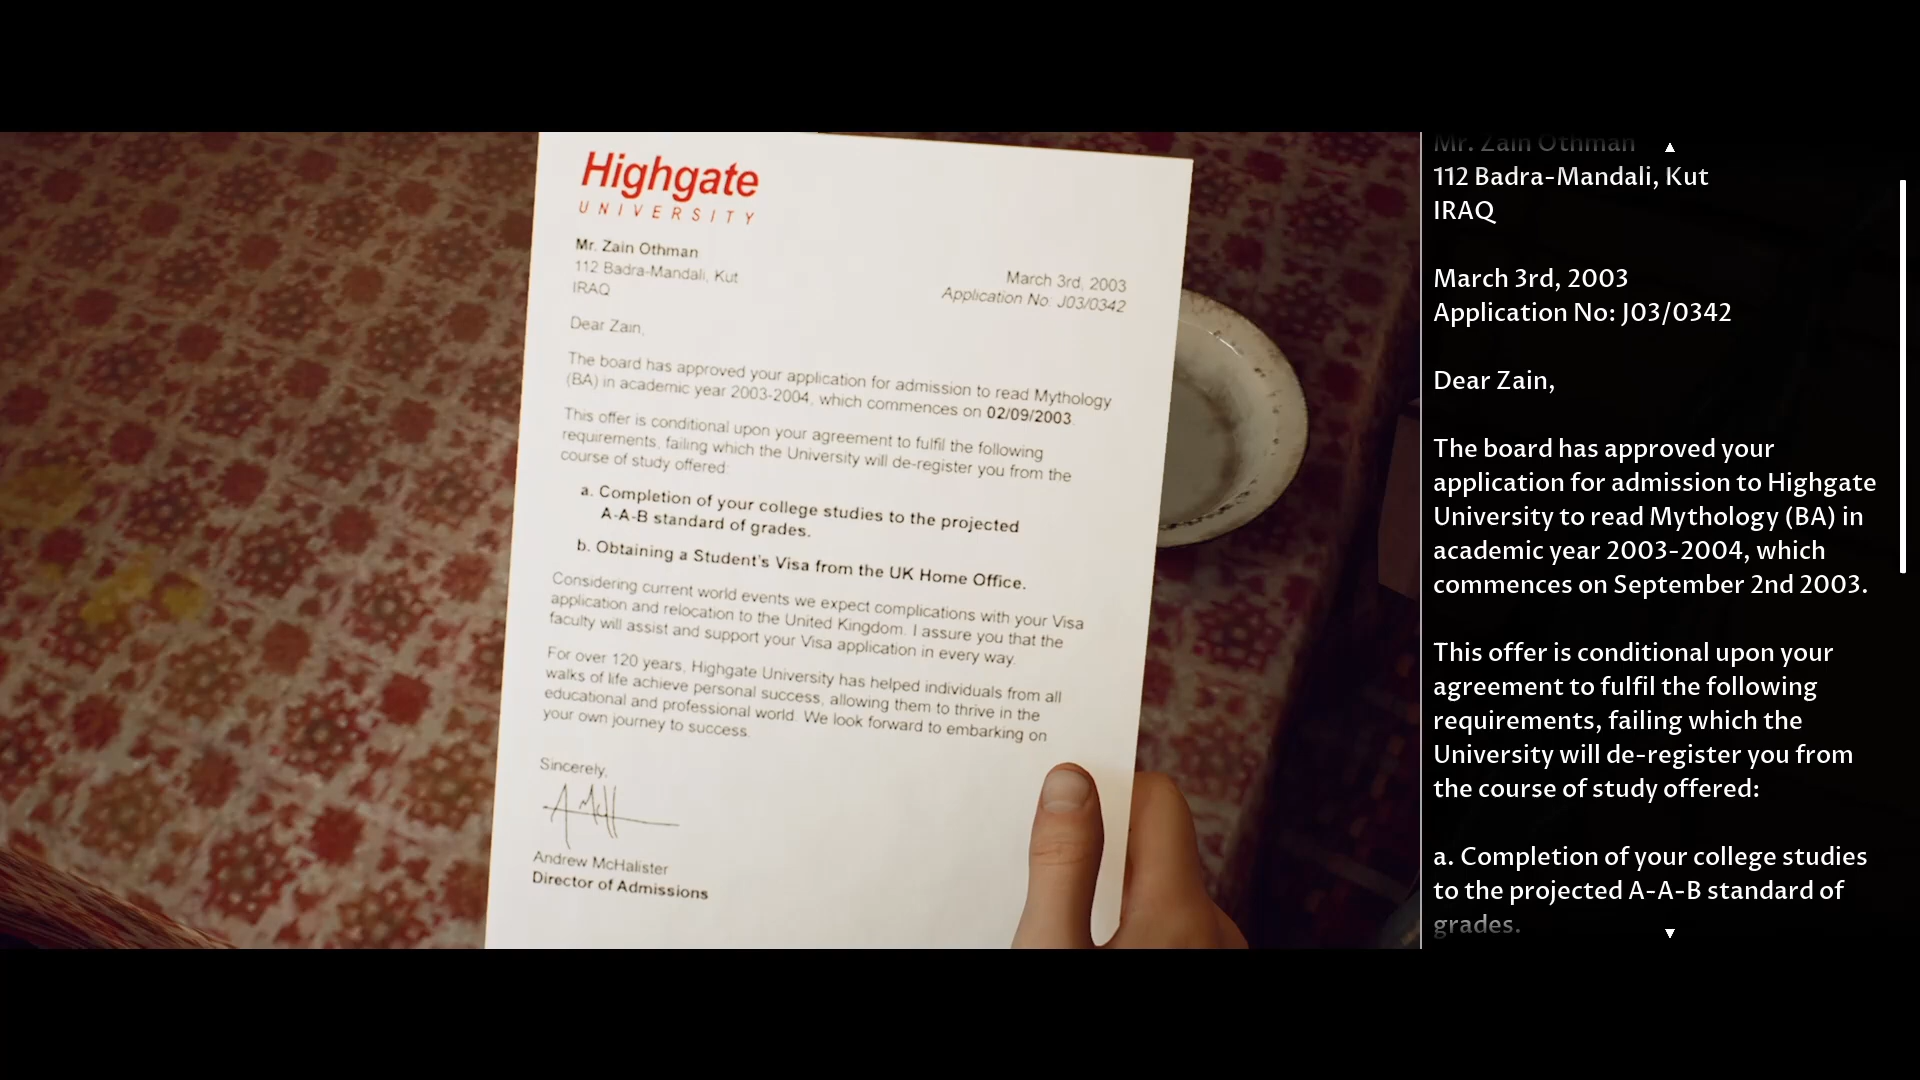 Highgate
UNIVERSITY
Mr. Zain Othman
112 Badra-Mandali, Kut
IRAQ
March 3rd, 2003
Application No: J03/0342
Dear Zain,
The board has approved your application for admission to read Mythology
(BA) in academic year 2003-2004, which commences on 02/09/2003.
This offer is conditional upon your agreement to fulfil the following
requirements, failing which the University will de-register you from the
course of study offered:
a. Completion of your college studies to the projected
A-A-B standard of grades.
b. Obtaining a Student's Visa from the UK Home Office.
Considering current world events we expect complications with your Visa
application and relocation to the United Kingdom. I assure you that the
faculty will assist and support your Visa application in every way.
For over 120 years, Highgate University has helped individuals from all
walks of life achieve personal success, allowing them to thrive in the
educational and professional world. We look forward to embarking on
your own journey to success.
Sincerely,
Andrew McHalister
Director of Admissions
Mr. Zain Othman
112 Badra-Mandali, Kut
IRAQ
March 3rd, 2003
Application No: J03/0342
Dear Zain,
The board has approved your
application for admission to Highgate
University to read Mythology (BA) in
academic year 2003-2004, which
commences on September 2nd 2003.
This offer is conditional upon your
agreement to fulfil the following
requirements, failing which the
University will de-register you from
the course of study offered:
a. Completion of your college studies
to the projected A-A-B standard of
grades.